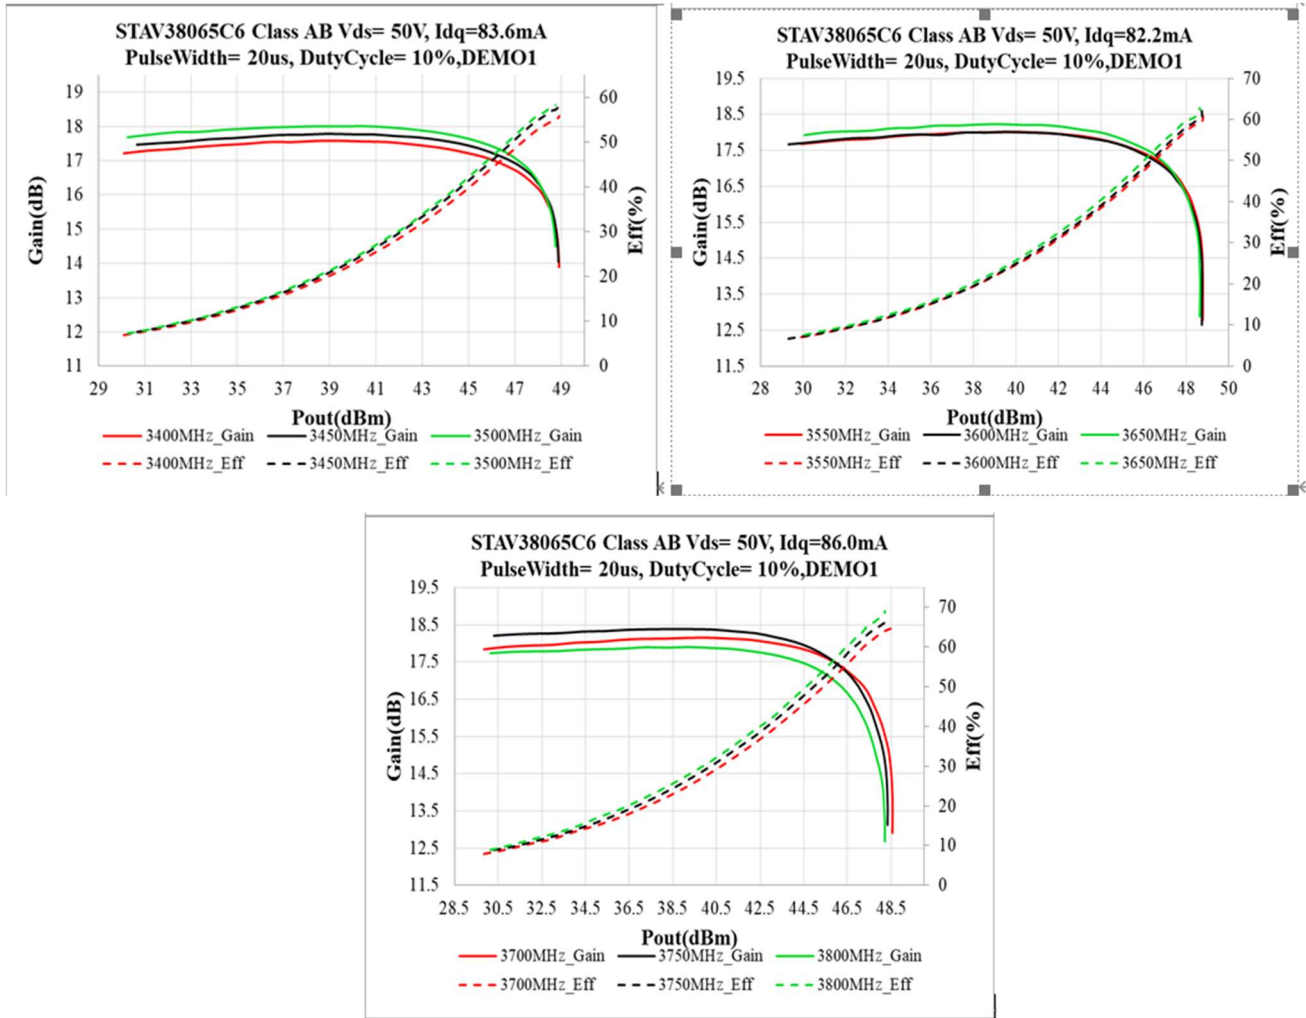 STAV38065C6 Class AB Vds= 50V, Idq=83.6mA
PulseWidth= 20us, DutyCycle= 10%,DEMO1
19
18
17
16
15
14
13
12
11
Gain(dB)
60
50
40
30
20
10
0
Eff(%)
29 31 33 35 37 39 41 43 45 47 49
Pout(dBm)
3400MHz_Gain 3450MHz_Gain 3500MHz_Gain
3400MHz_Eff 3450MHz_Eff 3500MHz_Eff
STAV38065C6 Class AB Vds= 50V, Idq=82.2mA
PulseWidth= 20us, DutyCycle= 10%,DEMO1
19.5
18.5
17.5
16.5
15.5
14.5
13.5
12.5
11.5
Gain(dB)
70
60
50
40
30
20
10
0
Eff(%)
28 30 32 34 36 38 40 42 44 46 48 50
Pout(dBm)
3550MHz_Gain 3600MHz_Gain 3650MHz_Gain
3550MHz_Eff 3600MHz_Eff 3650MHz_Eff
STAV38065C6 Class AB Vds= 50V, Idq=86.0mA
PulseWidth= 20us, DutyCycle= 10%,DEMO1
19.5
18.5
17.5
16.5
15.5
14.5
13.5
12.5
11.5
Gain(dB)
70
60
50
40
30
20
10
0
Eff(%)
28.5 30.5 32.5 34.5 36.5 38.5 40.5 42.5 44.5 46.5 48.5
Pout(dBm)
3700MHz_Gain 3750MHz_Gain 3800MHz_Gain
3700MHz_Eff 3750MHz_Eff 3800MHz_Eff